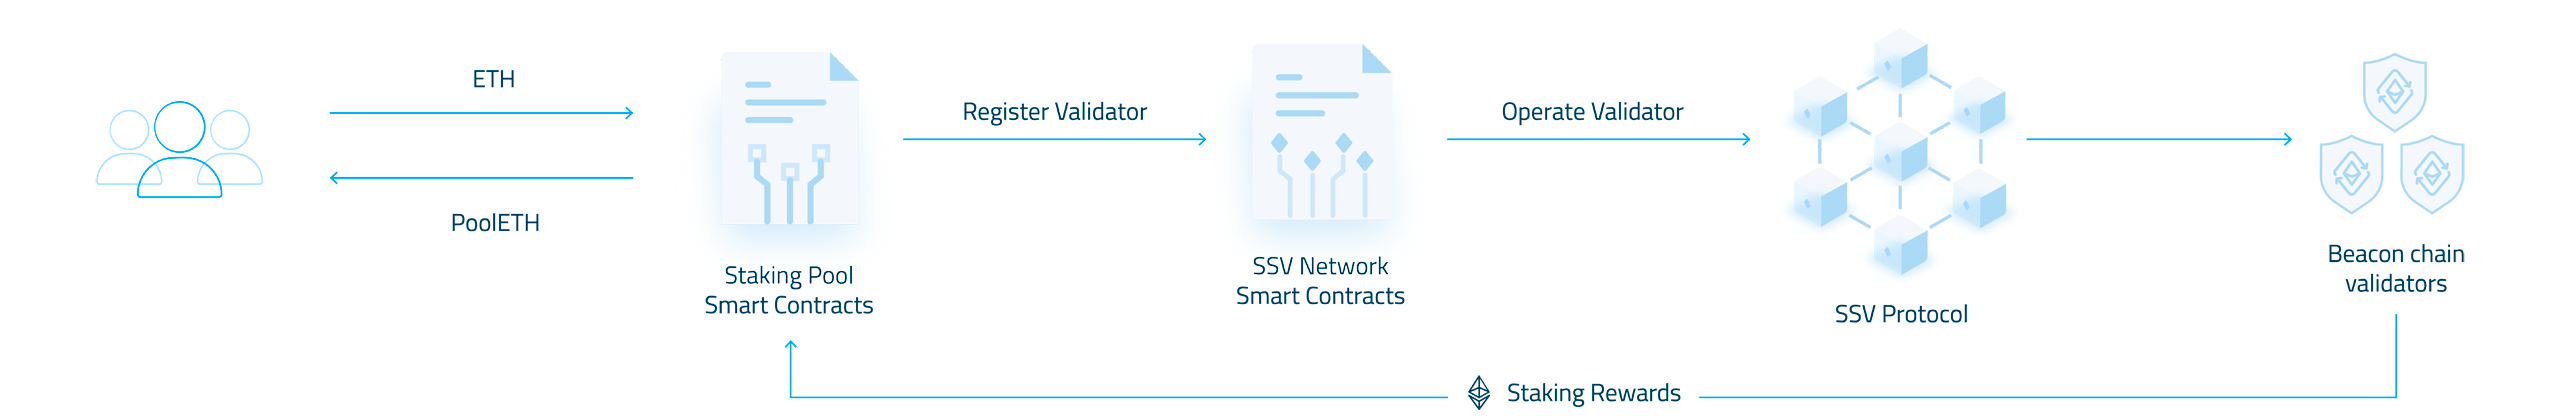 ETH
PoolETH
Staking Pool
Smart Contracts
Register Validator
SSV Network
Smart Contracts
Operate Validator
SSV Protocol
Beacon chain
validators
Staking Rewards